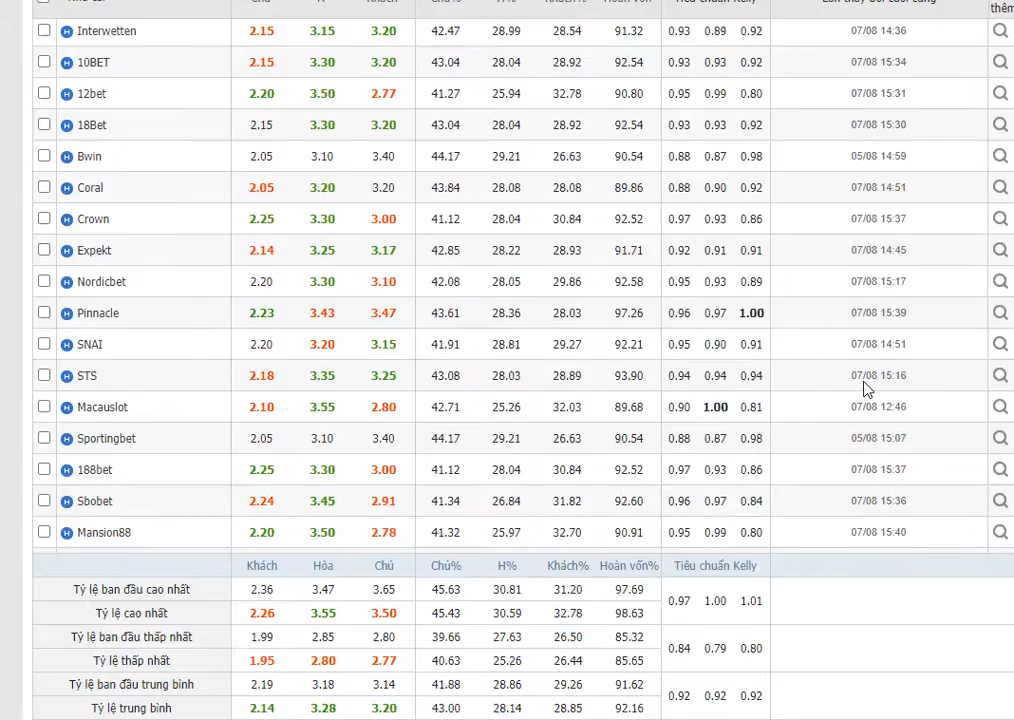 thêm
Interwetten 2.15 3.15 3.20 42.47 28.99 28.54 91.32 0.93 0.89 0.92 07/08 14:36
10BET 2.15 3.30 3.20 43.04 28.04 28.92 92.54 0.93 0.93 0.92 07/08 15:34
12bet 2.20 3.50 2.77 41.27 25.94 32.78 90.80 0.95 0.99 0.80 07/08 15:31
18Bet 2.15 3.30 3.20 43.04 28.04 28.92 92.54 0.93 0.93 0.92 07/08 15:30
Bwin 2.05 3.10 3.40 44.17 29.21 26.63 90.54 0.88 0.87 0.98 05/08 14:59
Coral 2.05 3.20 3.20 43.84 28.08 28.08 89.86 0.88 0.90 0.92 07/08 14:51
Crown 2.25 3.30 3.00 41.12 28.04 30.84 92.52 0.97 0.93 0.86 07/08 15:37
Expekt 2.14 3.25 3.17 42.85 28.22 28.93 91.71 0.92 0.91 0.91 07/08 14:45
Nordicbet 2.20 3.30 3.10 42.08 28.05 29.86 92.58 0.95 0.93 0.89 07/08 15:17
Pinnacle 2.23 3.43 3.47 43.61 28.36 28.03 97.26 0.96 0.97 1.00 07/08 15:39
SNAI 2.20 3.20 3.15 41.91 28.81 29.27 92.21 0.95 0.90 0.91 07/08 14:51
STS 2.18 3.35 3.25 43.08 28.03 28.89 93.90 0.94 0.94 0.94 07/08 15:16
Macauslot 2.10 3.55 2.80 42.71 25.26 32.03 89.68 0.90 1.00 0.81 07/08 12:46
Sportingbet 2.05 3.10 3.40 44.17 29.21 26.63 90.54 0.88 0.87 0.98 05/08 15:07
188bet 2.25 3.30 3.00 41.12 28.04 30.84 92.52 0.97 0.93 0.86 07/08 15:37
Sbobet 2.24 3.45 2.91 41.34 26.84 31.82 92.60 0.96 0.97 0.84 07/08 15:36
Mansion88 2.20 3.50 2.78 41.32 25.97 32.70 90.91 0.95 0.99 0.80 07/08 15:40
Khách Hòa Chủ Chủ% H% Khách% Hoàn vốn% Tiêu chuẩn Kelly
Tỷ lệ ban đầu cao nhất 2.36 3.47 3.65 45.63 30.81 31.20 97.69
0.97 1.00 1.01
Tỷ lệ cao nhất 2.26 3.55 3.50 45.43 30.59 32.78 98.63
Tỷ lệ ban đầu thấp nhất 1.99 2.85 2.80 39.66 27.63 26.50 85.32
0.84 0.79 0.80
Tỷ lệ thấp nhất 1.95 2.80 2.77 40.63 25.26 26.44 85.65
Tỷ lệ ban đầu trung bình 2.19 3.18 3.14 41.88 28.86 29.26 91.62
0.92 0.92 0.92
Tỷ lệ trung bình 2.14 3.28 3.20 43.00 28.14 28.85 92.16